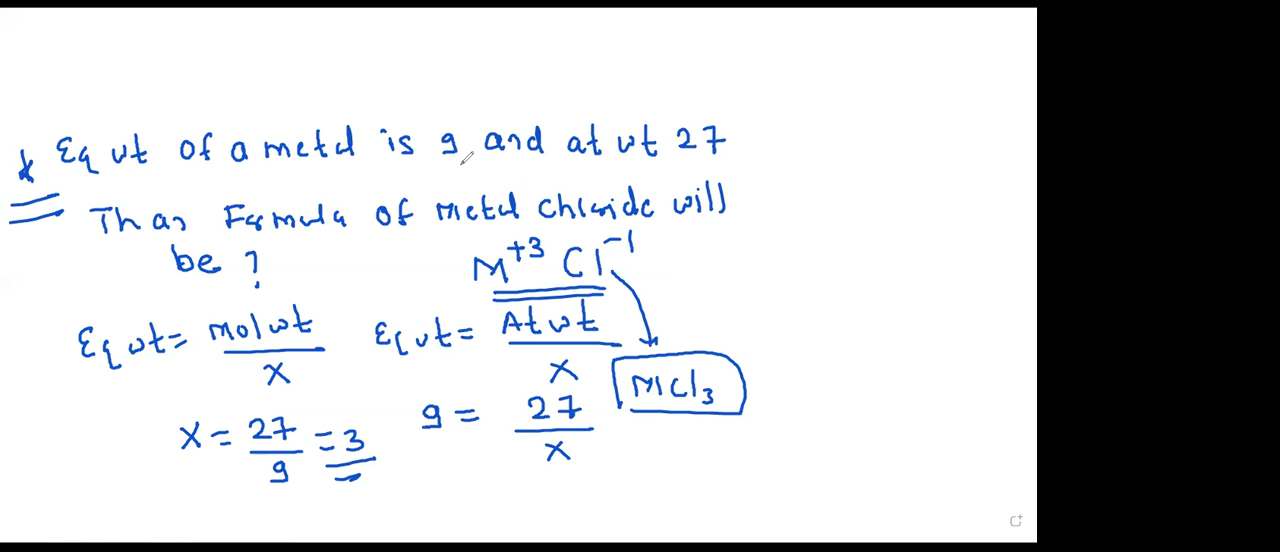 * Eq wt of a metal is 9, and at wt 27
Than Formula of Metal chloride will
be ?
M+3 Cl-1
Eq wt = Mol wt / x
Eq wt = At wt / x
MCl3
9 = 27 / x
x = 27 / 9 = 3